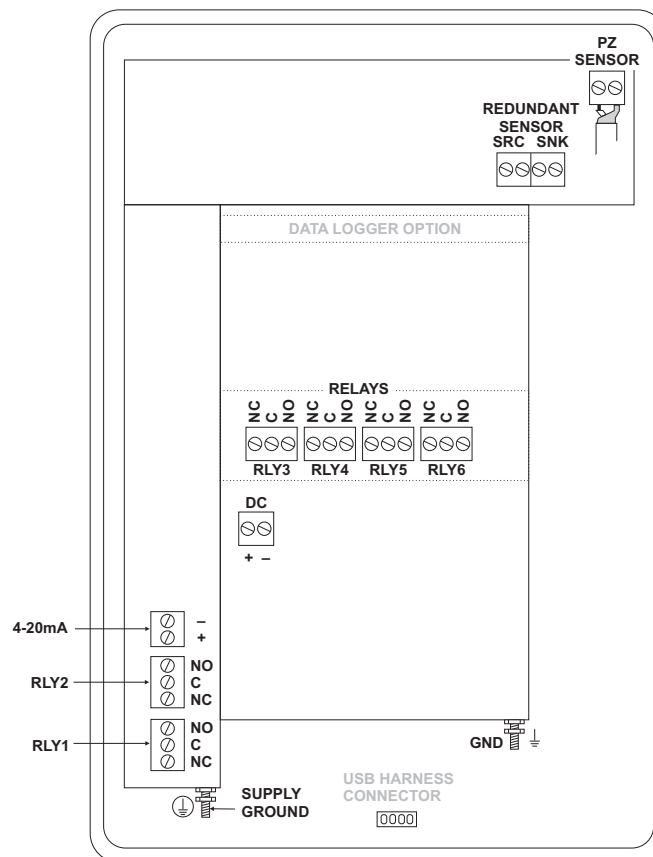 PZ
SENSOR
REDUNDANT
SENSOR
SRC SNK
DATA LOGGER OPTION
RELAYS
NC C NO NC C NO NC C NO NC C NO
RLY3 RLY4 RLY5 RLY6
DC
+ –
4-20mA
–
+
RLY2
NO
C
NC
RLY1
NO
C
NC
GND
SUPPLY
GROUND
USB HARNESS
CONNECTOR